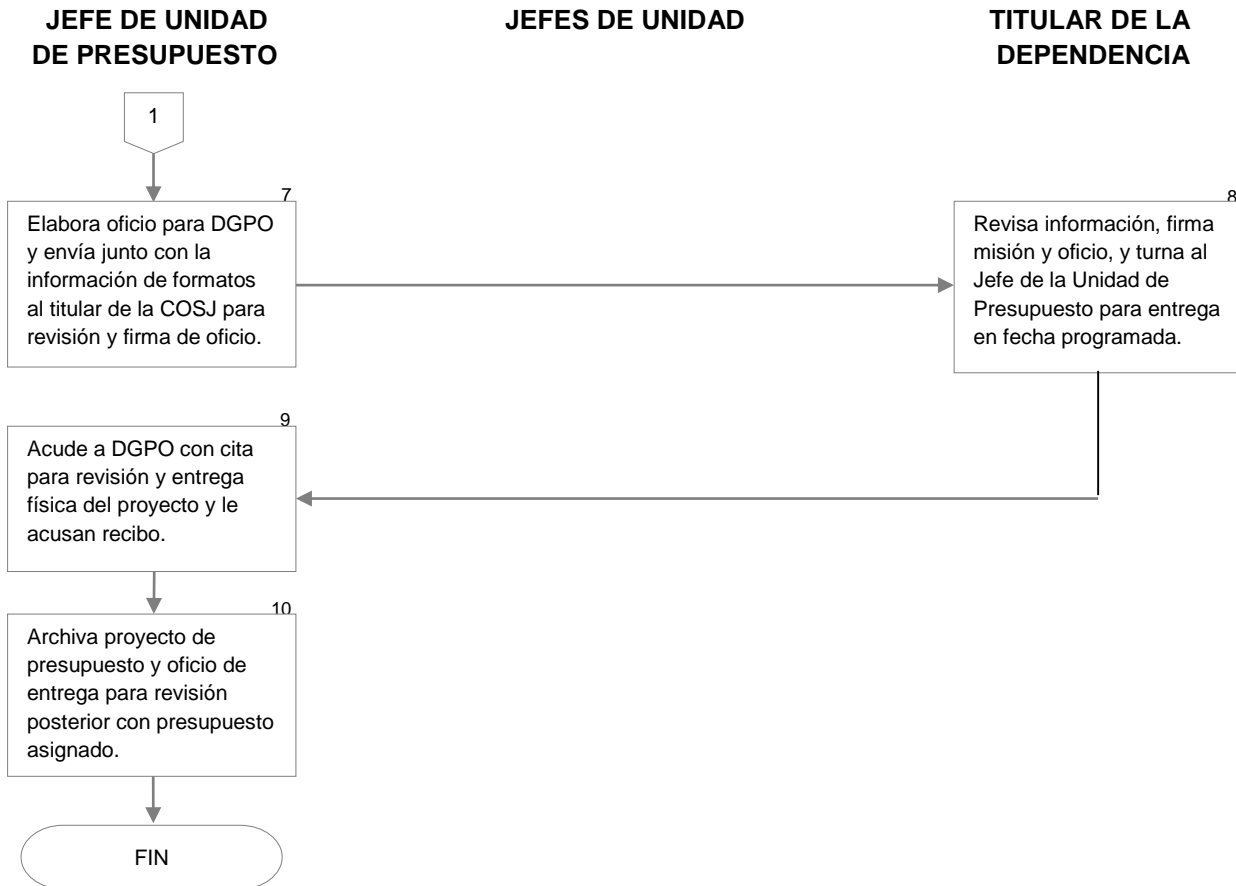 JEFE DE UNIDAD
DE PRESUPUESTO
JEFES DE UNIDAD
TITULAR DE LA
DEPENDENCIA
1
7
Elabora oficio para DGPO
y envía junto con la
información de formatos
al titular de la COSJ para
revisión y firma de oficio.
8
Revisa información, firma
misión y oficio, y turna al
Jefe de la Unidad de
Presupuesto para entrega
en fecha programada.
9
Acude a DGPO con cita
para revisión y entrega
física del proyecto y le
acusan recibo.
10
Archiva proyecto de
presupuesto y oficio de
entrega para revisión
posterior con presupuesto
asignado.
FIN